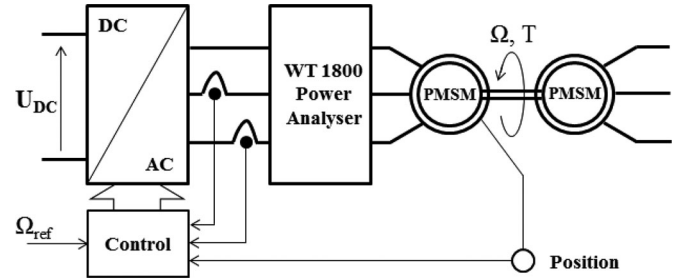 DC
U_DC
AC
WT 1800
Power
Analyser
PMSM
Ω, T
PMSM
Ω_ref
Control
Position